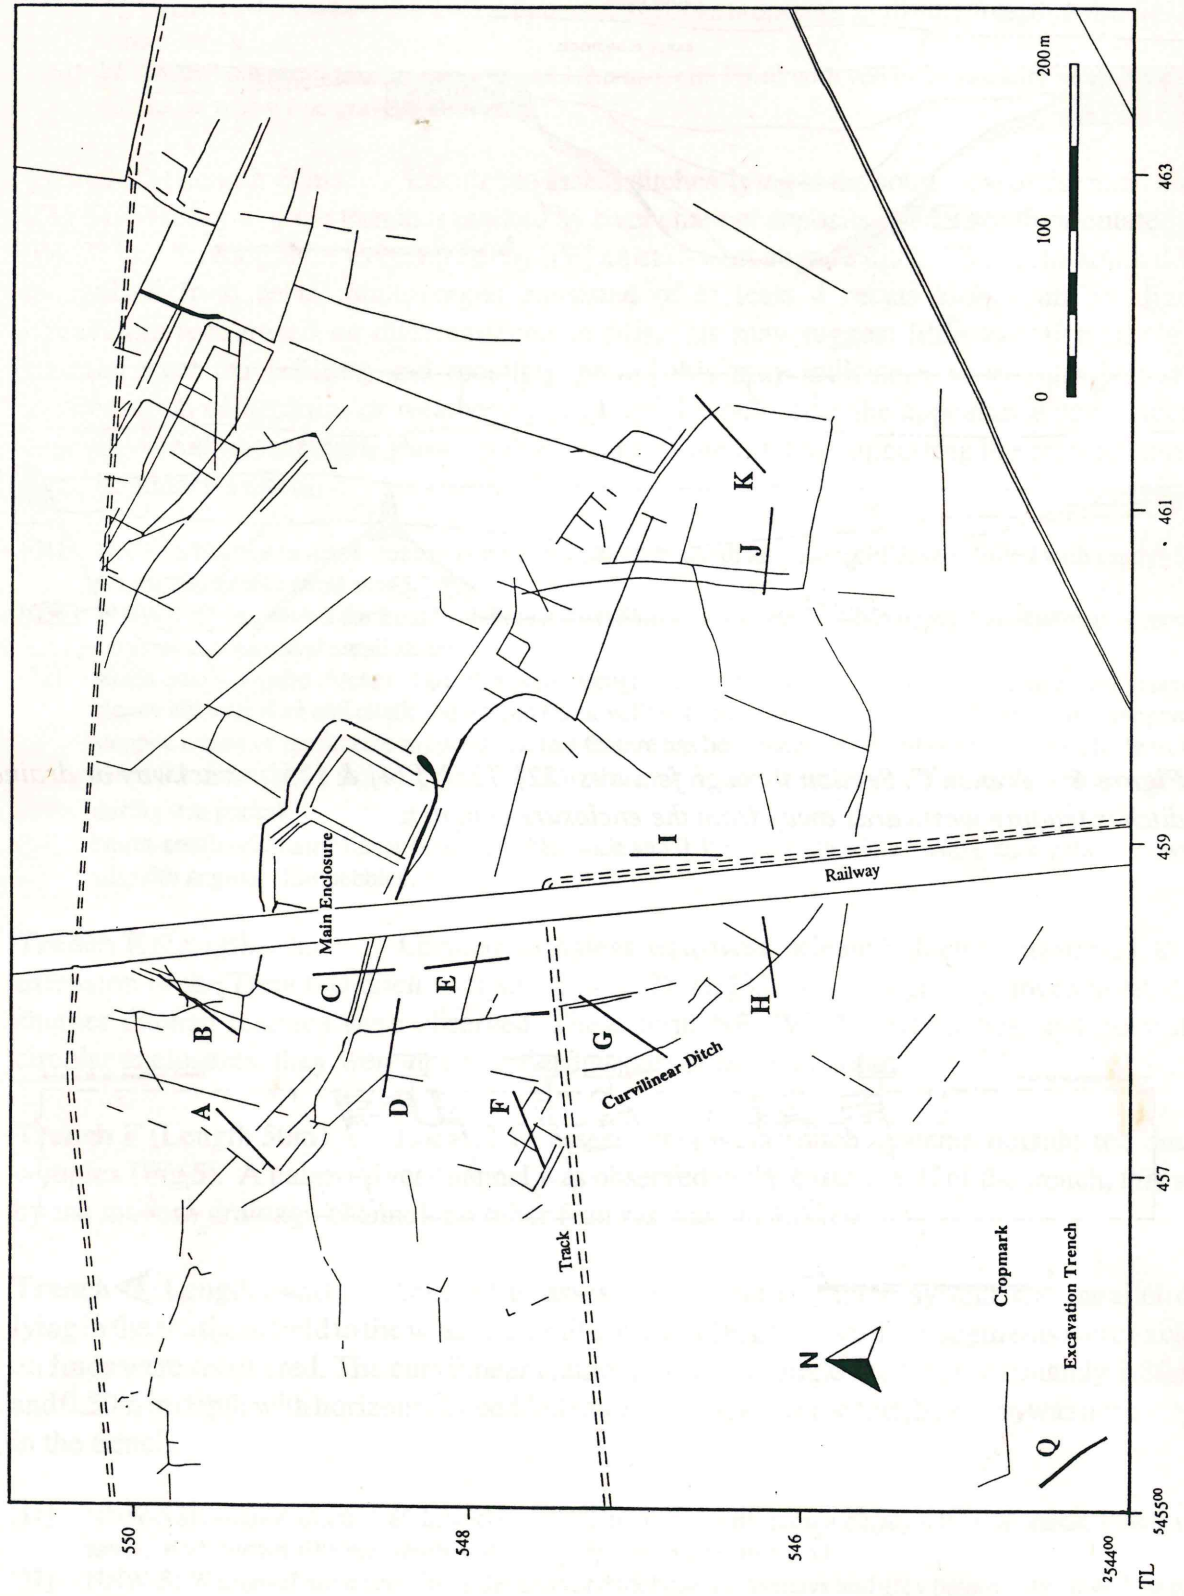 550
A
B
C
Main Enclosure
D
E
548
F
Track
G
Curvilinear Ditch
I
K
J
H
546
N
Railway
Cropmark
0 100 200m
Q
Excavation Trench
²544⁰⁰
TL
⁵455⁰⁰ 457 459 461 463